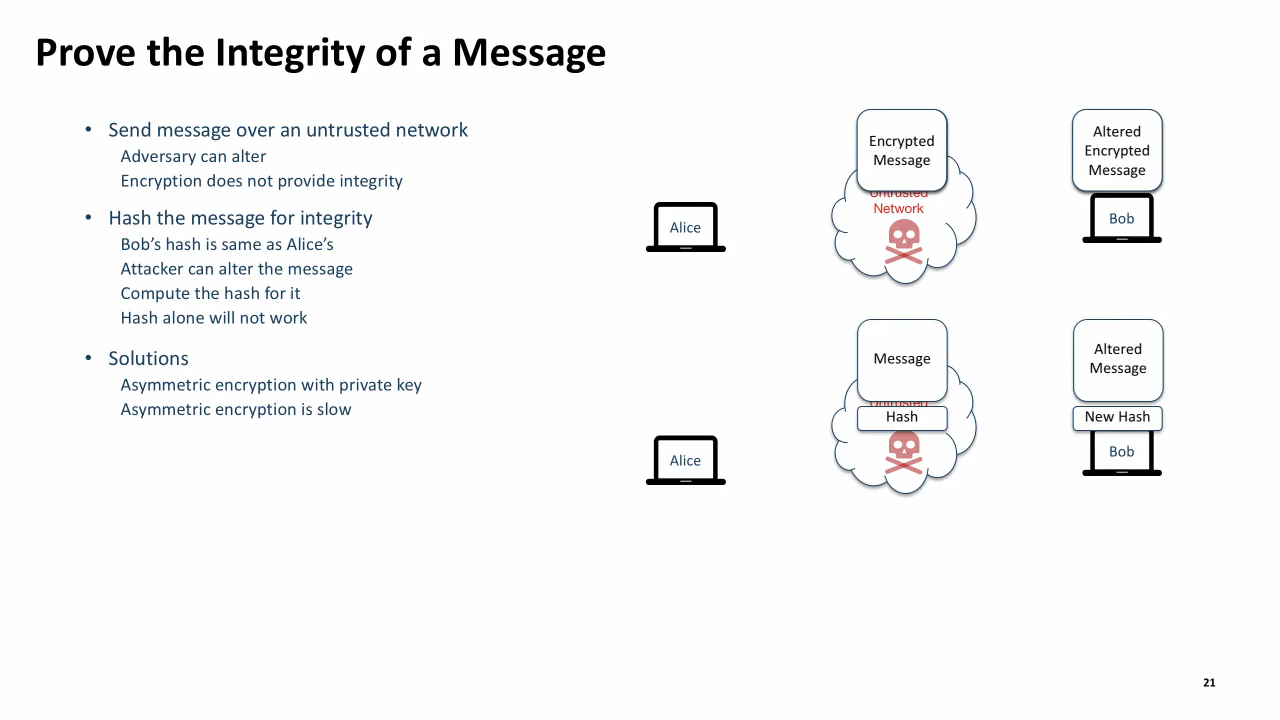 Prove the Integrity of a Message
• Send message over an untrusted network
Adversary can alter
Encryption does not provide integrity
• Hash the message for integrity
Bob’s hash is same as Alice’s
Attacker can alter the message
Compute the hash for it
Hash alone will not work
• Solutions
Asymmetric encryption with private key
Asymmetric encryption is slow
Alice
Encrypted
Message
Untrusted
Network
Altered
Encrypted
Message
Bob
Alice
Message
Untrusted
Hash
Altered
Message
New Hash
Bob
21